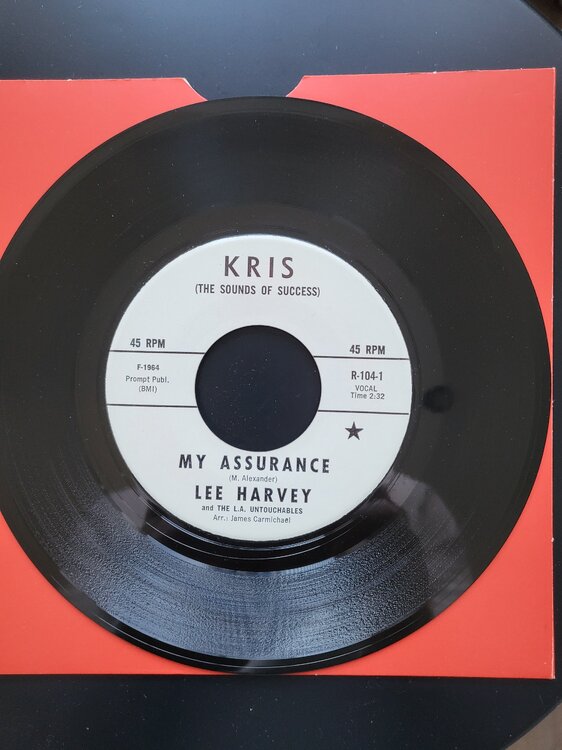 KRIS
(THE SOUNDS OF SUCCESS)
45 RPM
45 RPM
F-1964
Prompt Publ.
(BMI)
R-104-1
VOCAL
Time 2:32
MY ASSURANCE
(M. Alexander)
LEE HARVEY
and THE L.A. UNTOUCHABLES
Arr.: James Carmichael